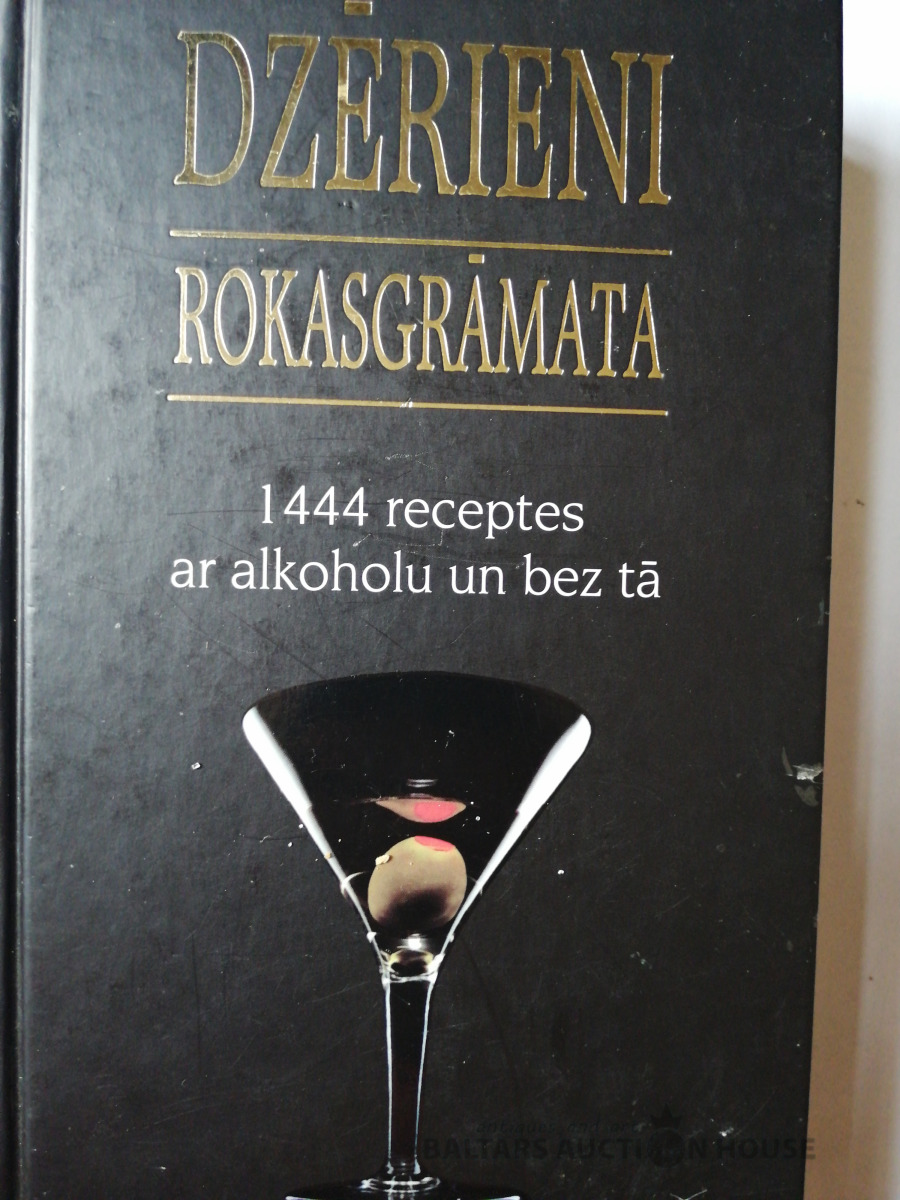 DZĒRIENI
ROKASGRĀMATA
1444 receptes
ar alkoholu un bez tā
BALTARS AUCTION HOUSE